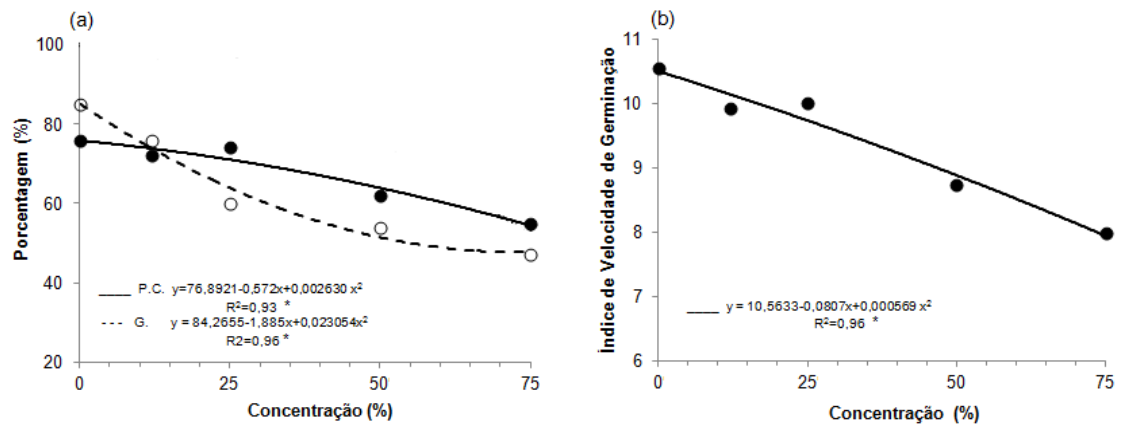 (a)
100
80
60
40
20
Porcentagem (%)
____ P.C. y=76,8921-0,572x+0,002630 x²
R²=0,93 *
--- G. y = 84,2655-1,885x+0,023054x²
R2=0,96 *
0 25 50 75
Concentração (%)
(b)
11
10
9
8
7
6
Índice de Velocidade de Germinação
____ y = 10,5633-0,0807x+0,000569 x²
R²=0,96 *
0 25 50 75
Concentração (%)